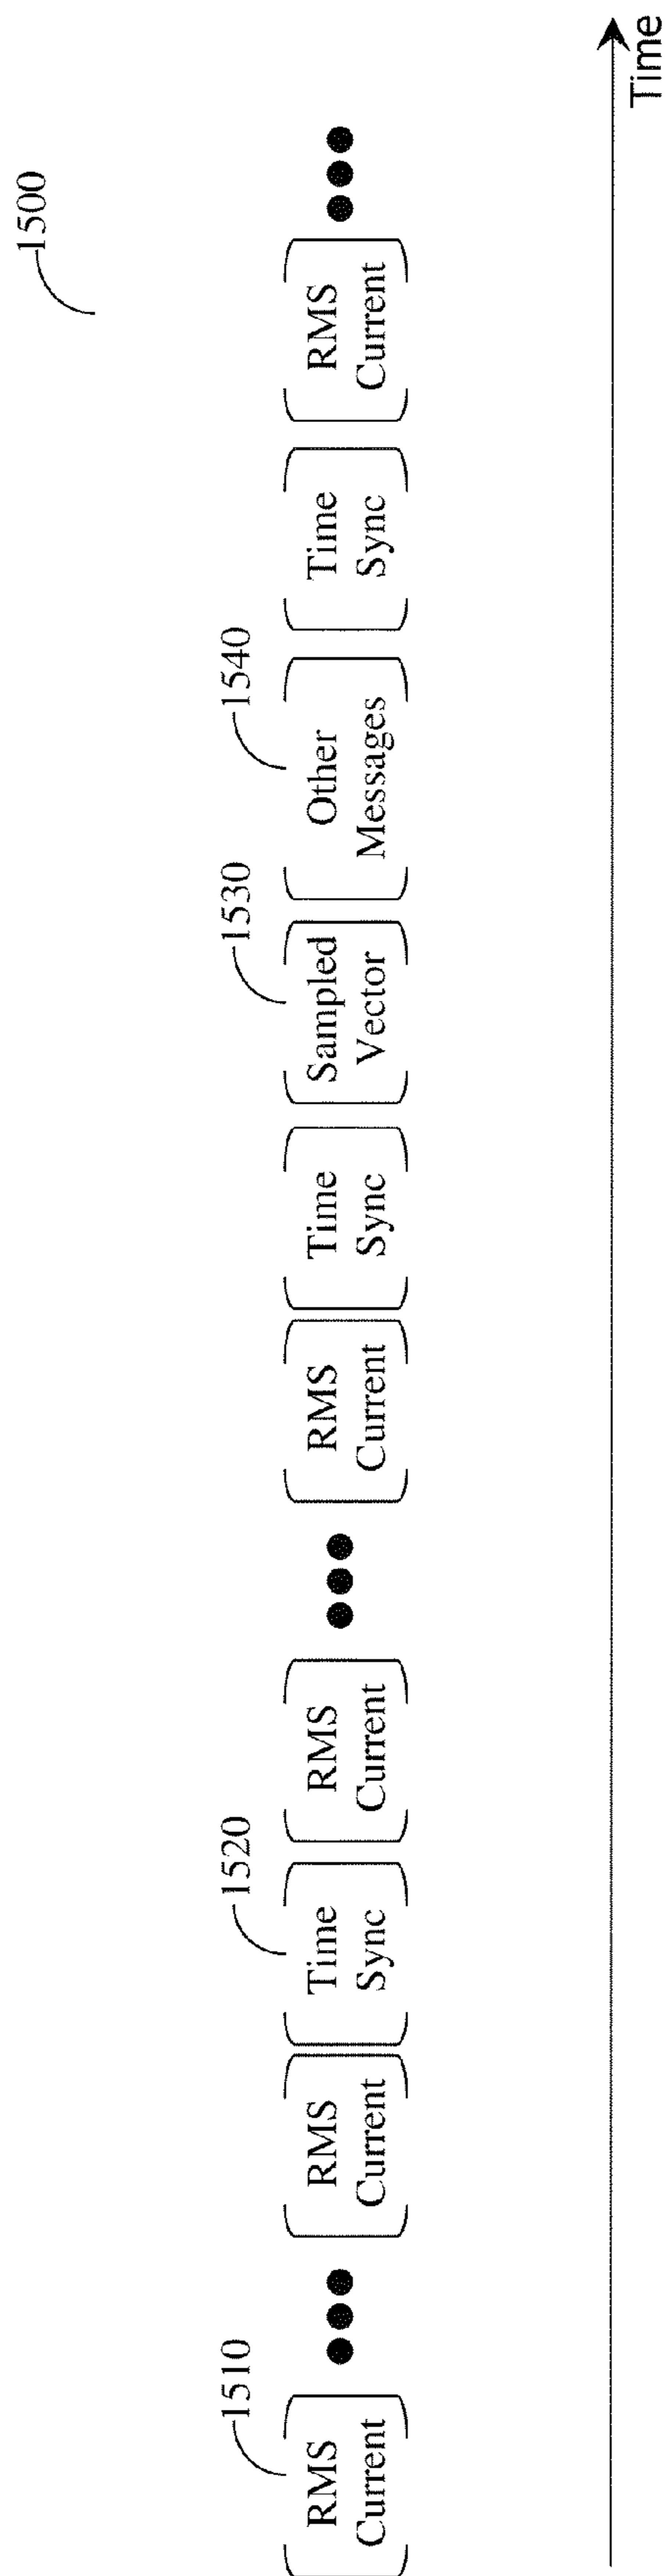 1500
1510
1520
1530
1540
RMS
Current
RMS
Current
Time
Sync
RMS
Current
RMS
Current
Time
Sync
Sampled
Vector
Other
Messages
Time
Sync
RMS
Current
Time